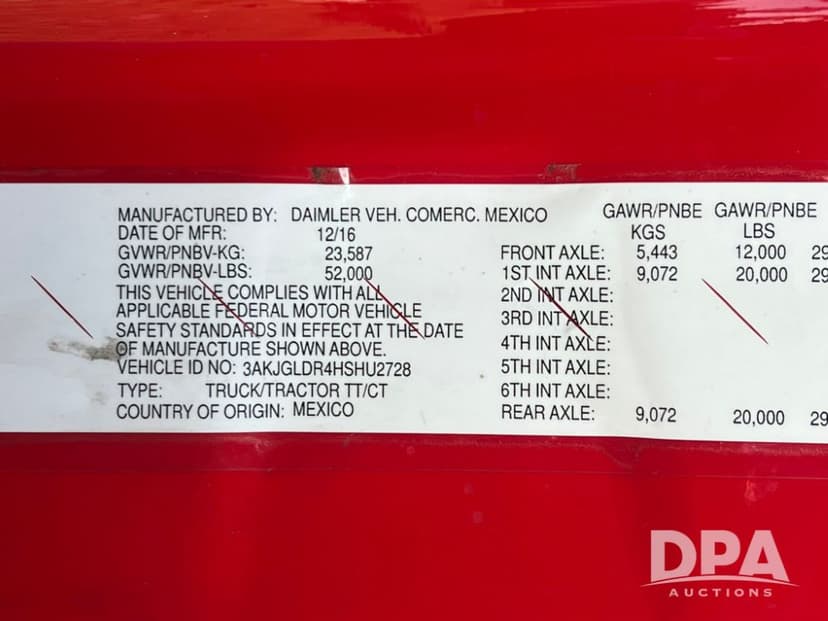 MANUFACTURED BY: DAIMLER VEH. COMERC. MEXICO
DATE OF MFR: 12/16
GVWR/PNBV-KG: 23,587
GVWR/PNBV-LBS: 52,000
THIS VEHICLE COMPLIES WITH ALL
APPLICABLE FEDERAL MOTOR VEHICLE
SAFETY STANDARDS IN EFFECT AT THE DATE
OF MANUFACTURE SHOWN ABOVE.
VEHICLE ID NO: 3AKJGLDR4HSHU2728
TYPE: TRUCK/TRACTOR TT/CT
COUNTRY OF ORIGIN: MEXICO
GAWR/PNBE GAWR/PNBE
KGS LBS
FRONT AXLE: 5,443 12,000 29
1ST INT AXLE: 9,072 20,000 29
2ND INT AXLE:
3RD INT AXLE:
4TH INT AXLE:
5TH INT AXLE:
6TH INT AXLE:
REAR AXLE: 9,072 20,000 29
DPA
AUCTIONS